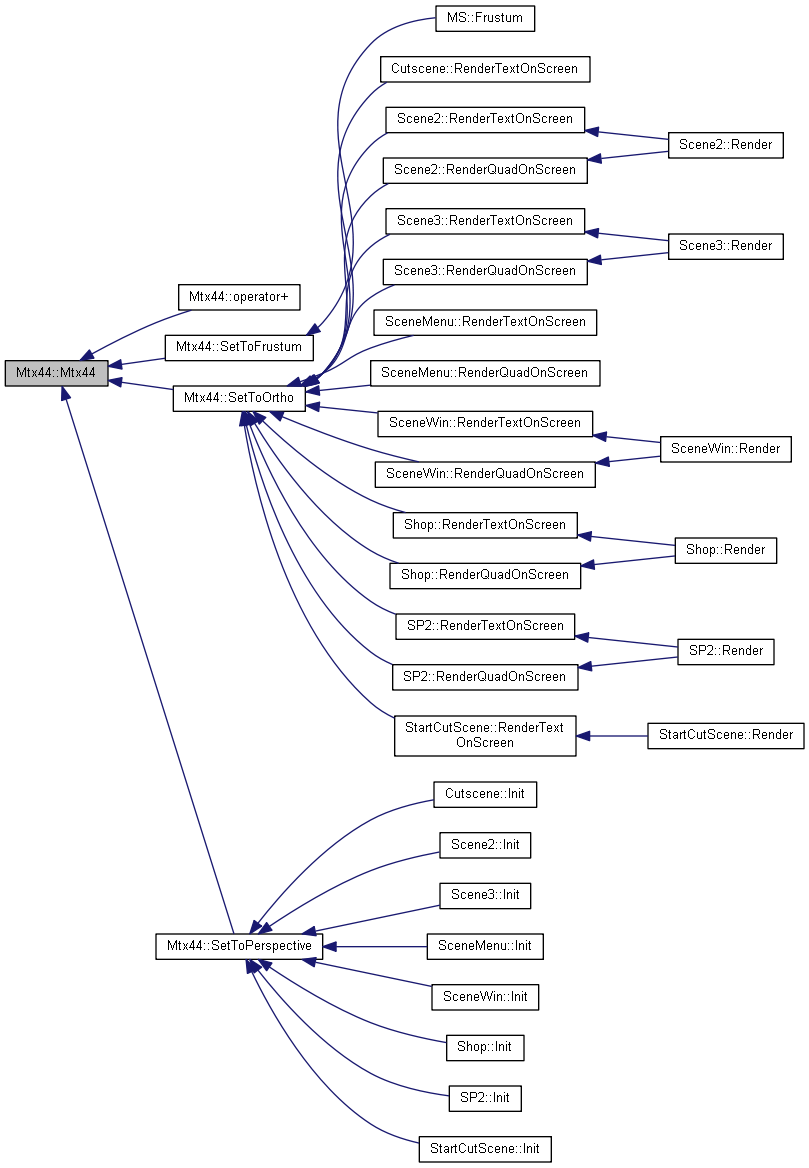 MS::Frustum
Cutscene::RenderTextOnScreen
Scene2::RenderTextOnScreen
Scene2::Render
Scene2::RenderQuadOnScreen
Scene3::RenderTextOnScreen
Scene3::Render
Scene3::RenderQuadOnScreen
Mtx44::operator+
SceneMenu::RenderTextOnScreen
Mtx44::SetToFrustum
Mtx44::Mtx44
SceneMenu::RenderQuadOnScreen
Mtx44::SetToOrtho
SceneWin::RenderTextOnScreen
SceneWin::Render
SceneWin::RenderQuadOnScreen
Shop::RenderTextOnScreen
Shop::Render
Shop::RenderQuadOnScreen
SP2::RenderTextOnScreen
SP2::Render
SP2::RenderQuadOnScreen
StartCutScene::RenderText
OnScreen
StartCutScene::Render
Cutscene::Init
Scene2::Init
Scene3::Init
Mtx44::SetToPerspective
SceneMenu::Init
SceneWin::Init
Shop::Init
SP2::Init
StartCutScene::Init